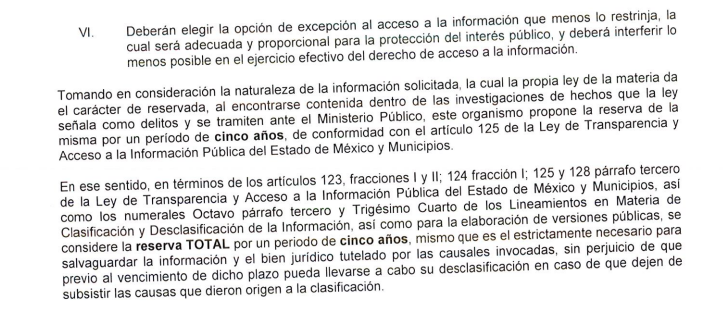 VI. Deberán elegir la opción de excepción al acceso a la información que menos lo restrinja, la
cual será adecuada y proporcional para la protección del interés público, y deberá interferir lo
menos posible en el ejercicio efectivo del derecho de acceso a la información.
Tomando en consideración la naturaleza de la información solicitada, la cual la propia ley de la materia da
el carácter de reservada, al encontrarse contenida dentro de las investigaciones de hechos que la ley
señala como delitos y se tramiten ante el Ministerio Público, este organismo propone la reserva de la
misma por un período de cinco años, de conformidad con el artículo 125 de la Ley de Transparencia y
Acceso a la Información Pública del Estado de México y Municipios.
En ese sentido, en términos de los artículos 123, fracciones I y II; 124 fracción I; 125 y 128 párrafo tercero
de la Ley de Transparencia y Acceso a la Información Pública del Estado de México y Municipios, así
como los numerales Octavo párrafo tercero y Trigésimo Cuarto de los Lineamientos en Materia de
Clasificación y Desclasificación de la Información, así como para la elaboración de versiones públicas, se
considere la reserva TOTAL por un periodo de cinco años, mismo que es el estrictamente necesario para
salvaguardar la información y el bien jurídico tutelado por las causales invocadas, sin perjuicio de que
previo al vencimiento de dicho plazo pueda llevarse a cabo su desclasificación en caso de que dejen de
subsistir las causas que dieron origen a la clasificación.